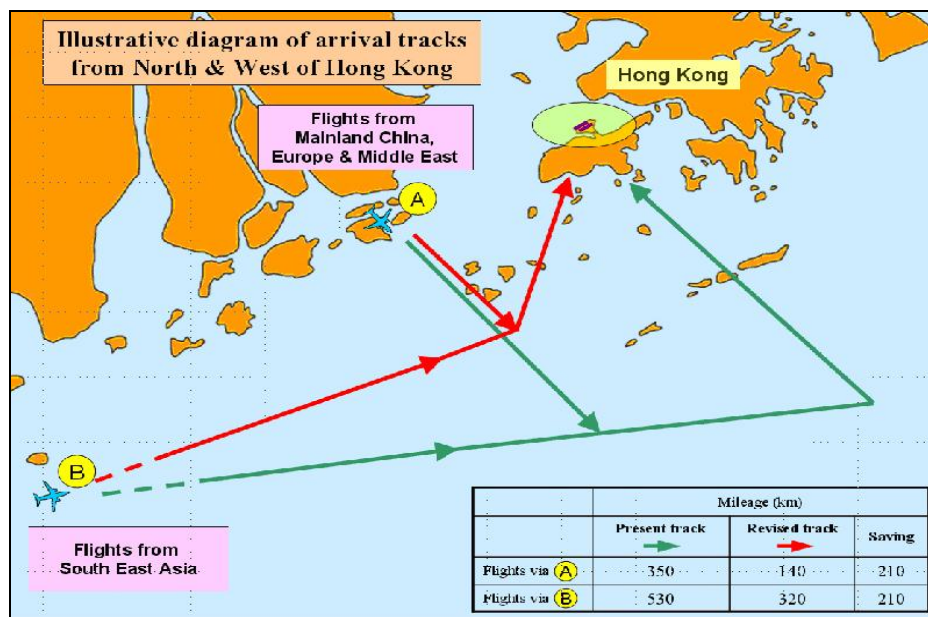 Illustrative diagram of arrival tracks
from North & West of Hong Kong
Hong Kong
Flights from
Mainland China,
Europe & Middle East
A
B
Flights from
South East Asia
Mileage (km)
Present track Revised track Saving
Flights via A 350 140 210
Flights via B 530 320 210